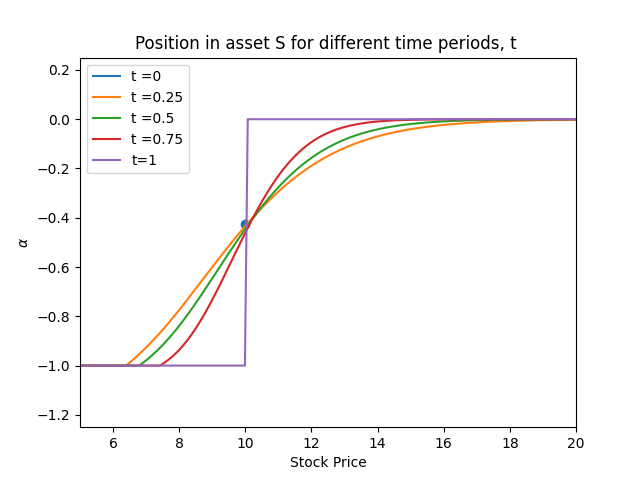 Position in asset S for different time periods, t
t =0
t =0.25
t =0.5
t =0.75
t=1
0.2
0.0
−0.2
−0.4
−0.6
−0.8
−1.0
−1.2
α
6 8 10 12 14 16 18 20
Stock Price